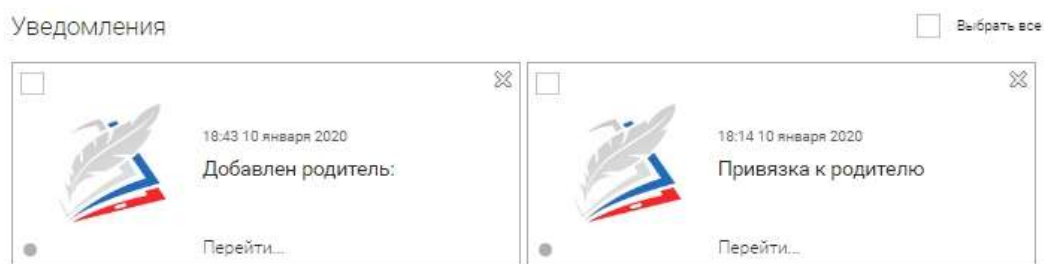 Уведомления
Выбрать все
18:43 10 января 2020
Добавлен родитель:
Перейти...
18:14 10 января 2020
Привязка к родителю
Перейти...